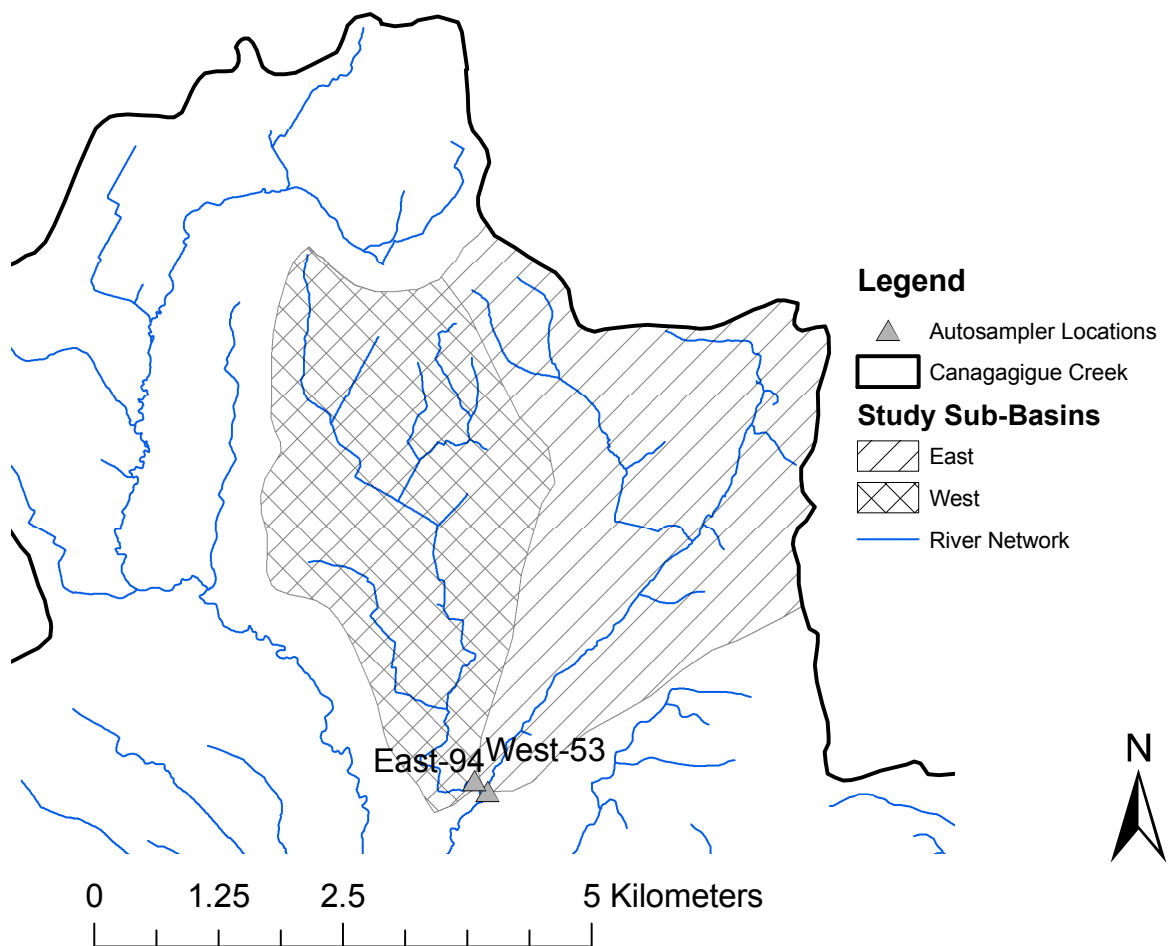 Legend
Autosampler Locations
Canagagigue Creek
Study Sub-Basins
East
West
River Network
West-53
East-94
N
0 1.25 2.5 5 Kilometers